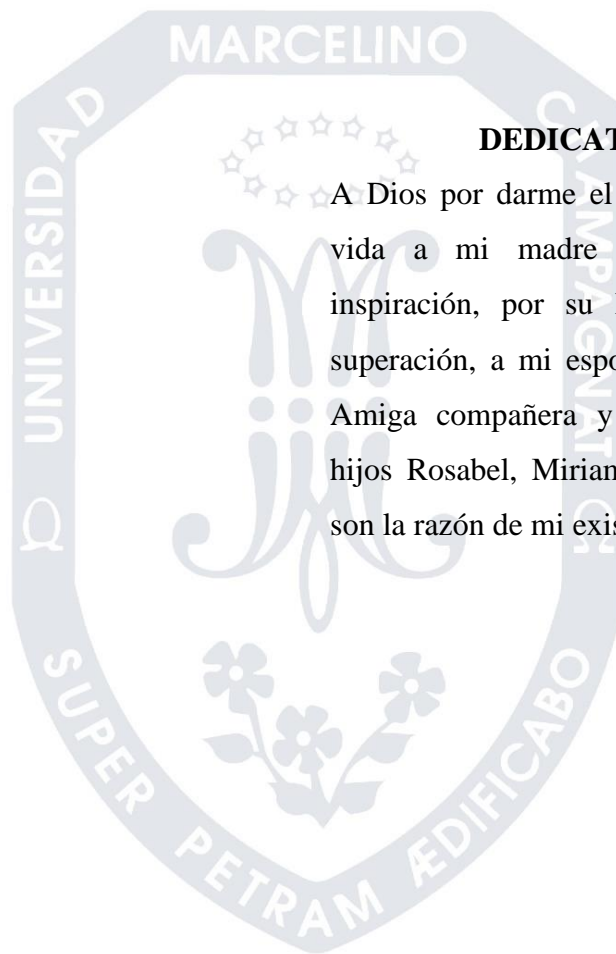 UNIVERSIDAD
MARCELINO
CHAMPAGNAT
DEDICAT
A Dios por darme el
vida a mi madre
inspiración, por su
superación, a mi espo
Amiga compañera y
hijos Rosabel, Mirian
son la razón de mi exis
SUPER PETRAM ÆDIFICABO